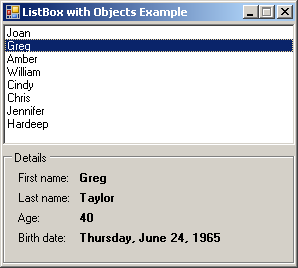 ListBox with Objects Example
Joan
Greg
Amber
William
Cindy
Chris
Jennifer
Hardeep
Details
First name: Greg
Last name: Taylor
Age: 40
Birth date: Thursday, June 24, 1965